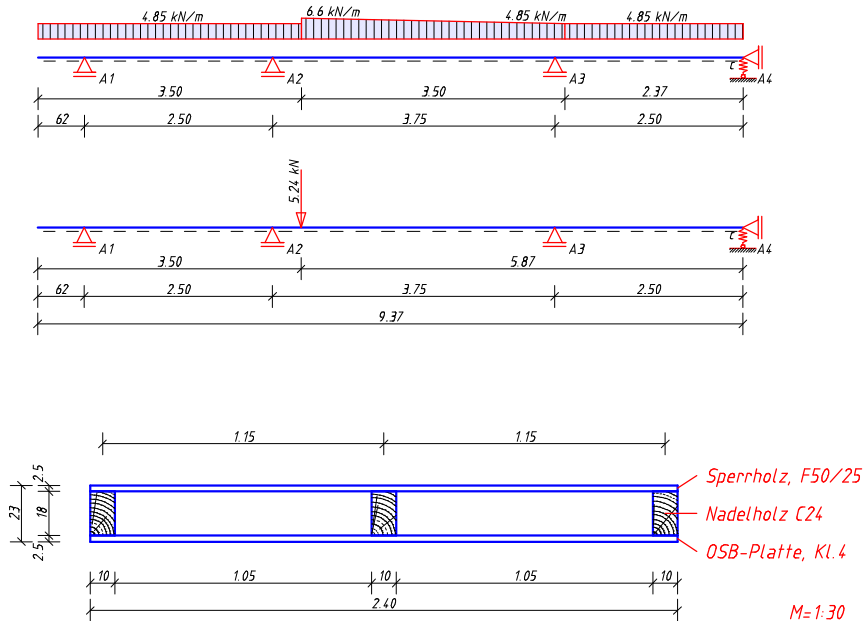 4.85 kN/m 6.6 kN/m 4.85 kN/m 4.85 kN/m
A1 A2 A3 τ A4
3.50 3.50 2.37
62 2.50 3.75 2.50
5.24 kN
A1 A2 A3 τ A4
3.50 5.87
62 2.50 3.75 2.50
9.37
1.15 1.15
2.5
23 18
2.5
Sperrholz, F50/25
Nadelholz C24
OSB-Platte, Kl.4
10 1.05 10 1.05 10
2.40
M=1:30